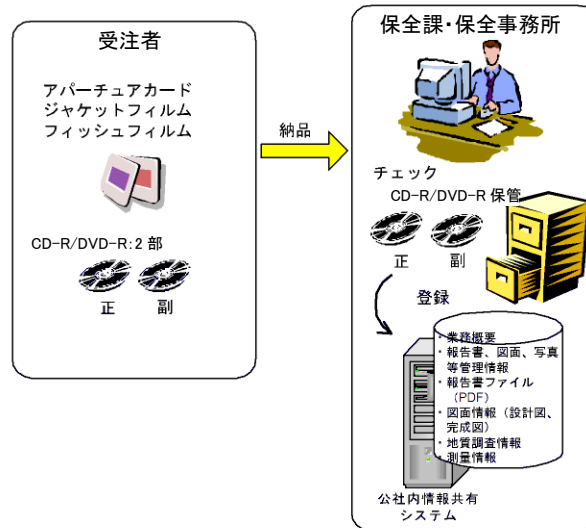 受注者
アパーチュアカード
ジャケットフィルム
フィッシュフィルム
CD-R/DVD-R:2 部
正 副
納品
保全課・保全事務所
チェック
CD-R/DVD-R 保管
正 副
登録
・業務概要
・報告書、図面、写真
等管理情報
・報告書ファイル
(PDF)
・図面情報（設計図、
完成図）
・地質調査情報
・測量情報
公社内情報共有
システム